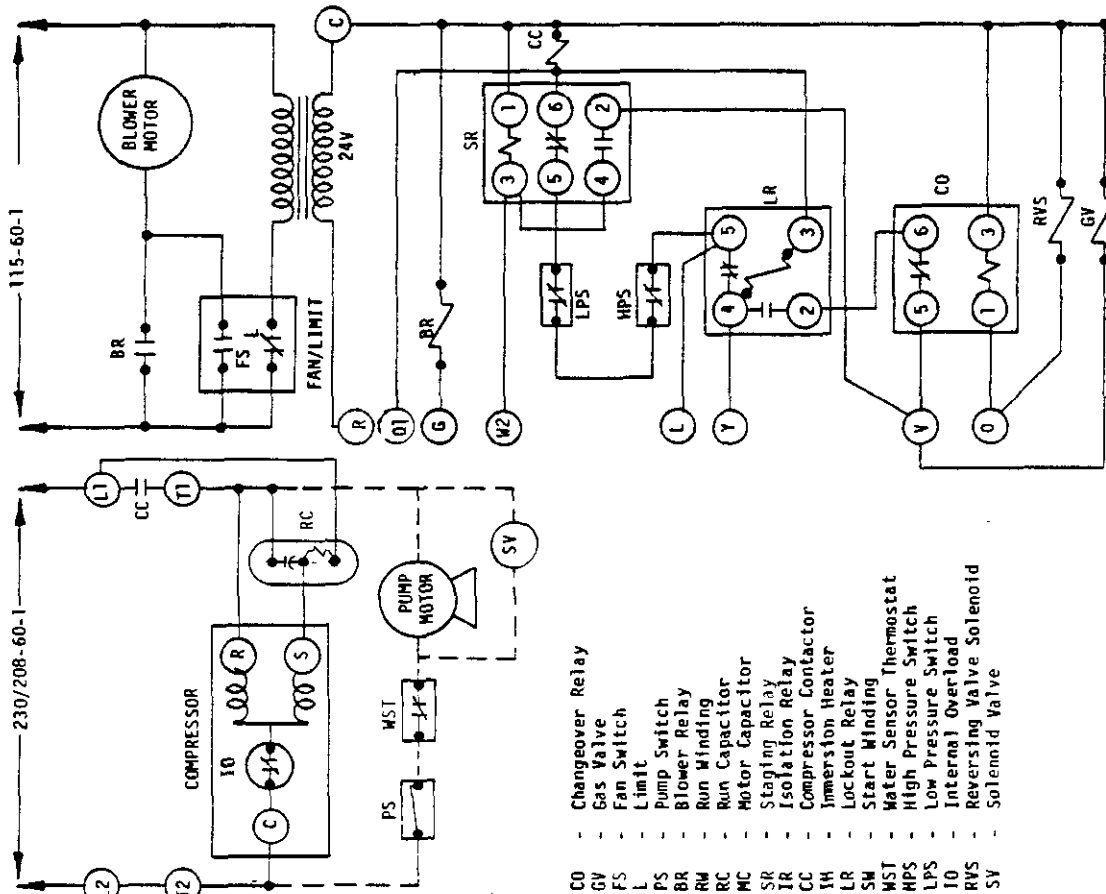 230/208-60-1
115-60-1
COMPRESSOR
IO
C
R
S
L1
CC
T1
RC
PS
WST
PUMP
MOTOR
SV
BR
FS
L
FAN/LIMIT
BLOWER
MOTOR
24V
R
C
G
BR
W2
SR
3
1
5
6
4
2
CC
LPS
HPS
L
Y
LR
5
4
3
2
V
O
CO
5
6
1
3
RVS
GV
CO - Changeover Relay
GV - Gas Valve
FS - Fan Switch
L - Limit
PS - Pump Switch
BR - Blower Relay
RW - Run Winding
RC - Run Capacitor
MC - Motor Capacitor
SR - Staging Relay
IR - Isolation Relay
CC - Compressor Contactor
IH - Immersion Heater
LR - Lockout Relay
SW - Start Winding
WST - Water Sensor Thermostat
HPS - High Pressure Switch
LPS - Low Pressure Switch
IO - Internal Overload
RVS - Reversing Valve Solenoid
SV - Solenoid Valve